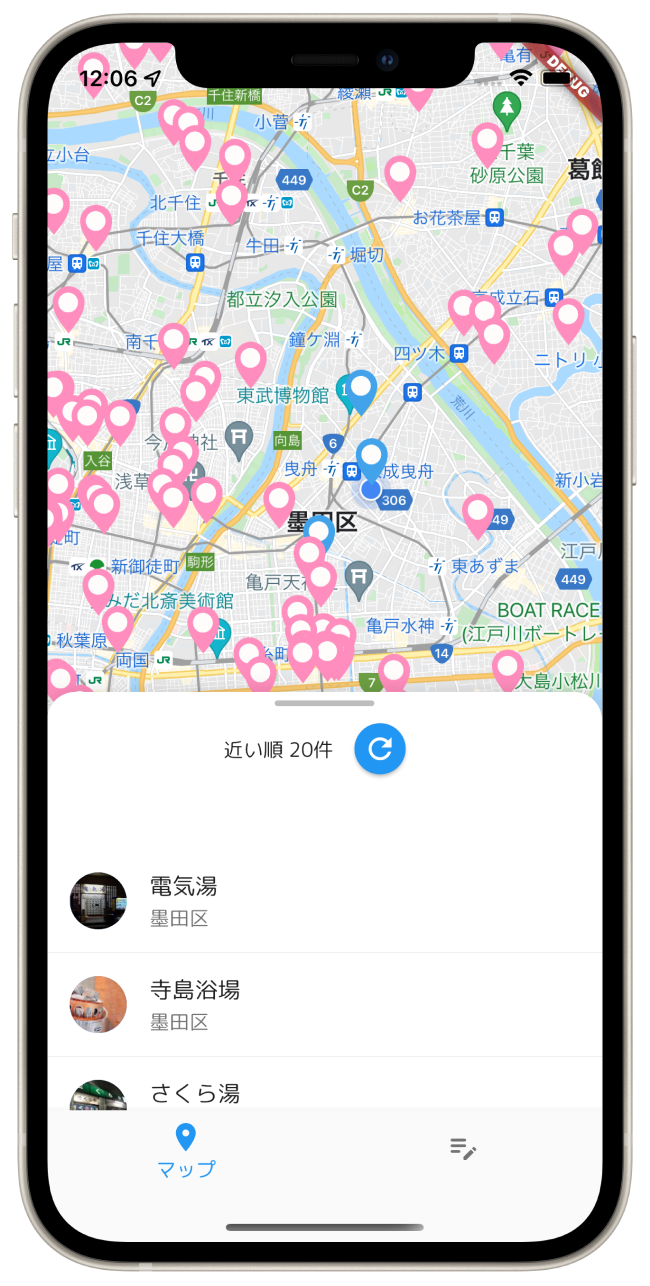 12:06
DEBUG
亀有
C2
千住新橋
綾瀬
小菅
千葉
砂原公園
立小台
449
C2
北千住
お花茶屋
千住大橋
牛田
堀切
屋
都立汐入公園
京成立石
南千
鐘ケ淵
四ツ木
ニトリ
東武博物館
荒川
向島
6
入谷
曳舟
成曳舟
浅草
306
新小岩
墨田区
49
江戸川
新御徒町
駒形
東あずま
449
亀戸天
すみだ北斎美術館
BOAT RACE
亀戸水神
(江戸川ボートレー
秋葉原
両国
糸町
14
7
大島小松川
近い順 20件
電気湯
墨田区
寺島浴場
墨田区
さくら湯
マップ